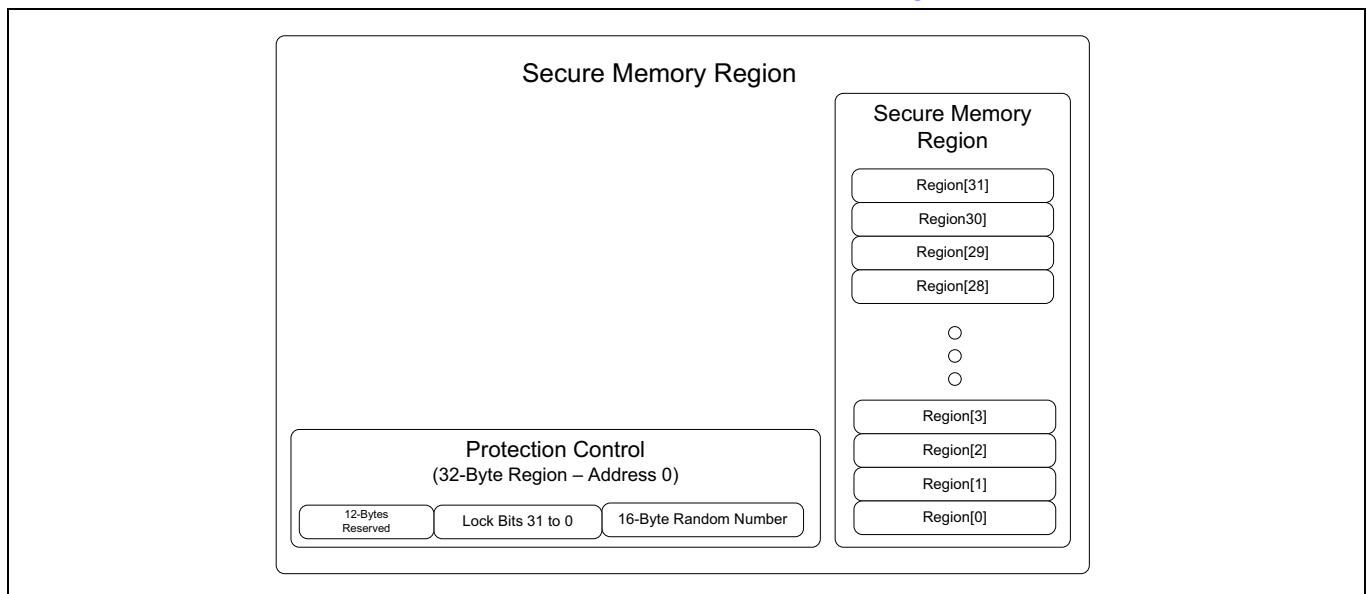 Secure Memory Region
Secure Memory
Region
Region[31]
Region30]
Region[29]
Region[28]
Region[3]
Region[2]
Region[1]
Region[0]
Protection Control
(32-Byte Region – Address 0)
12-Bytes
Reserved
Lock Bits 31 to 0
16-Byte Random Number